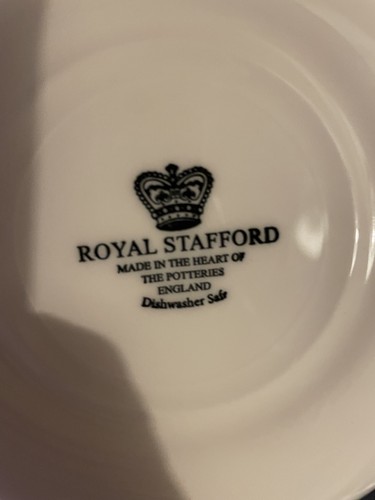 ROYAL STAFFORD
MADE IN THE HEART OF
THE POTTERIES
ENGLAND
Dishwasher Safe